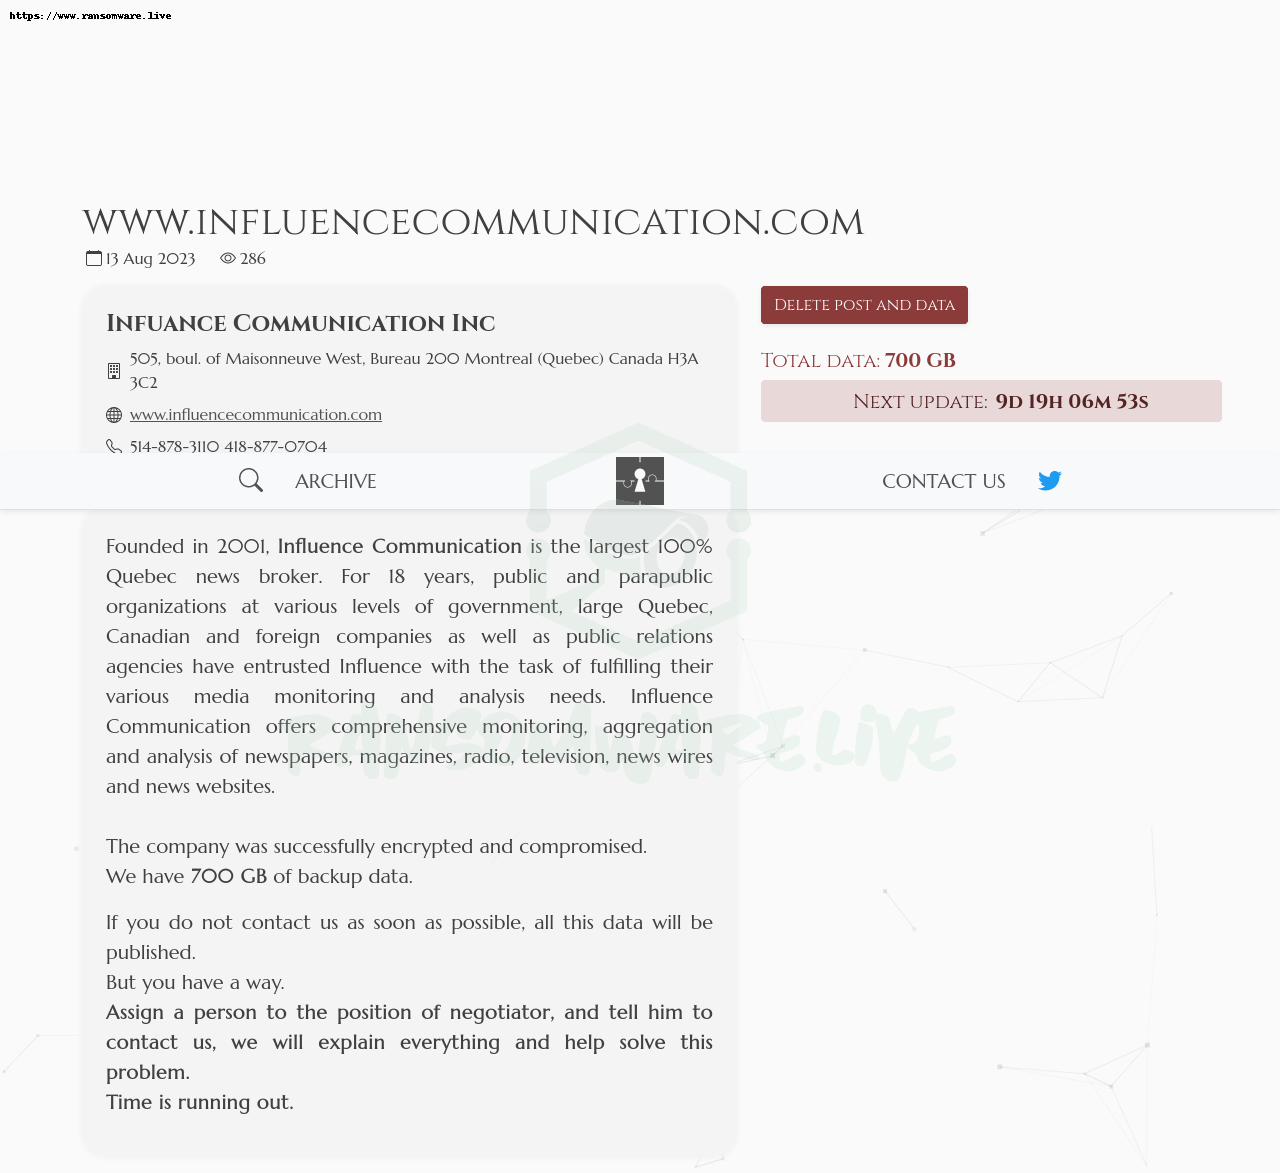 https://www.ransomware.live
WWW.INFLUENCECOMMUNICATION.COM
13 Aug 2023 286
Infuance Communication Inc
505, boul. of Maisonneuve West, Bureau 200 Montreal (Quebec) Canada H3A
3C2
www.influencecommunication.com
514-878-3110 418-877-0704
Delete post and data
Total data: 700 GB
Next update: 9d 19h 06m 53s
ARCHIVE
CONTACT US
Founded in 2001, Influence Communication is the largest 100%
Quebec news broker. For 18 years, public and parapublic
organizations at various levels of government, large Quebec,
Canadian and foreign companies as well as public relations
agencies have entrusted Influence with the task of fulfilling their
various media monitoring and analysis needs. Influence
Communication offers comprehensive monitoring, aggregation
and analysis of newspapers, magazines, radio, television, news wires
and news websites.
RANSOMWARE.LIVE
The company was successfully encrypted and compromised.
We have 700 GB of backup data.
If you do not contact us as soon as possible, all this data will be
published.
But you have a way.
Assign a person to the position of negotiator, and tell him to
contact us, we will explain everything and help solve this
problem.
Time is running out.